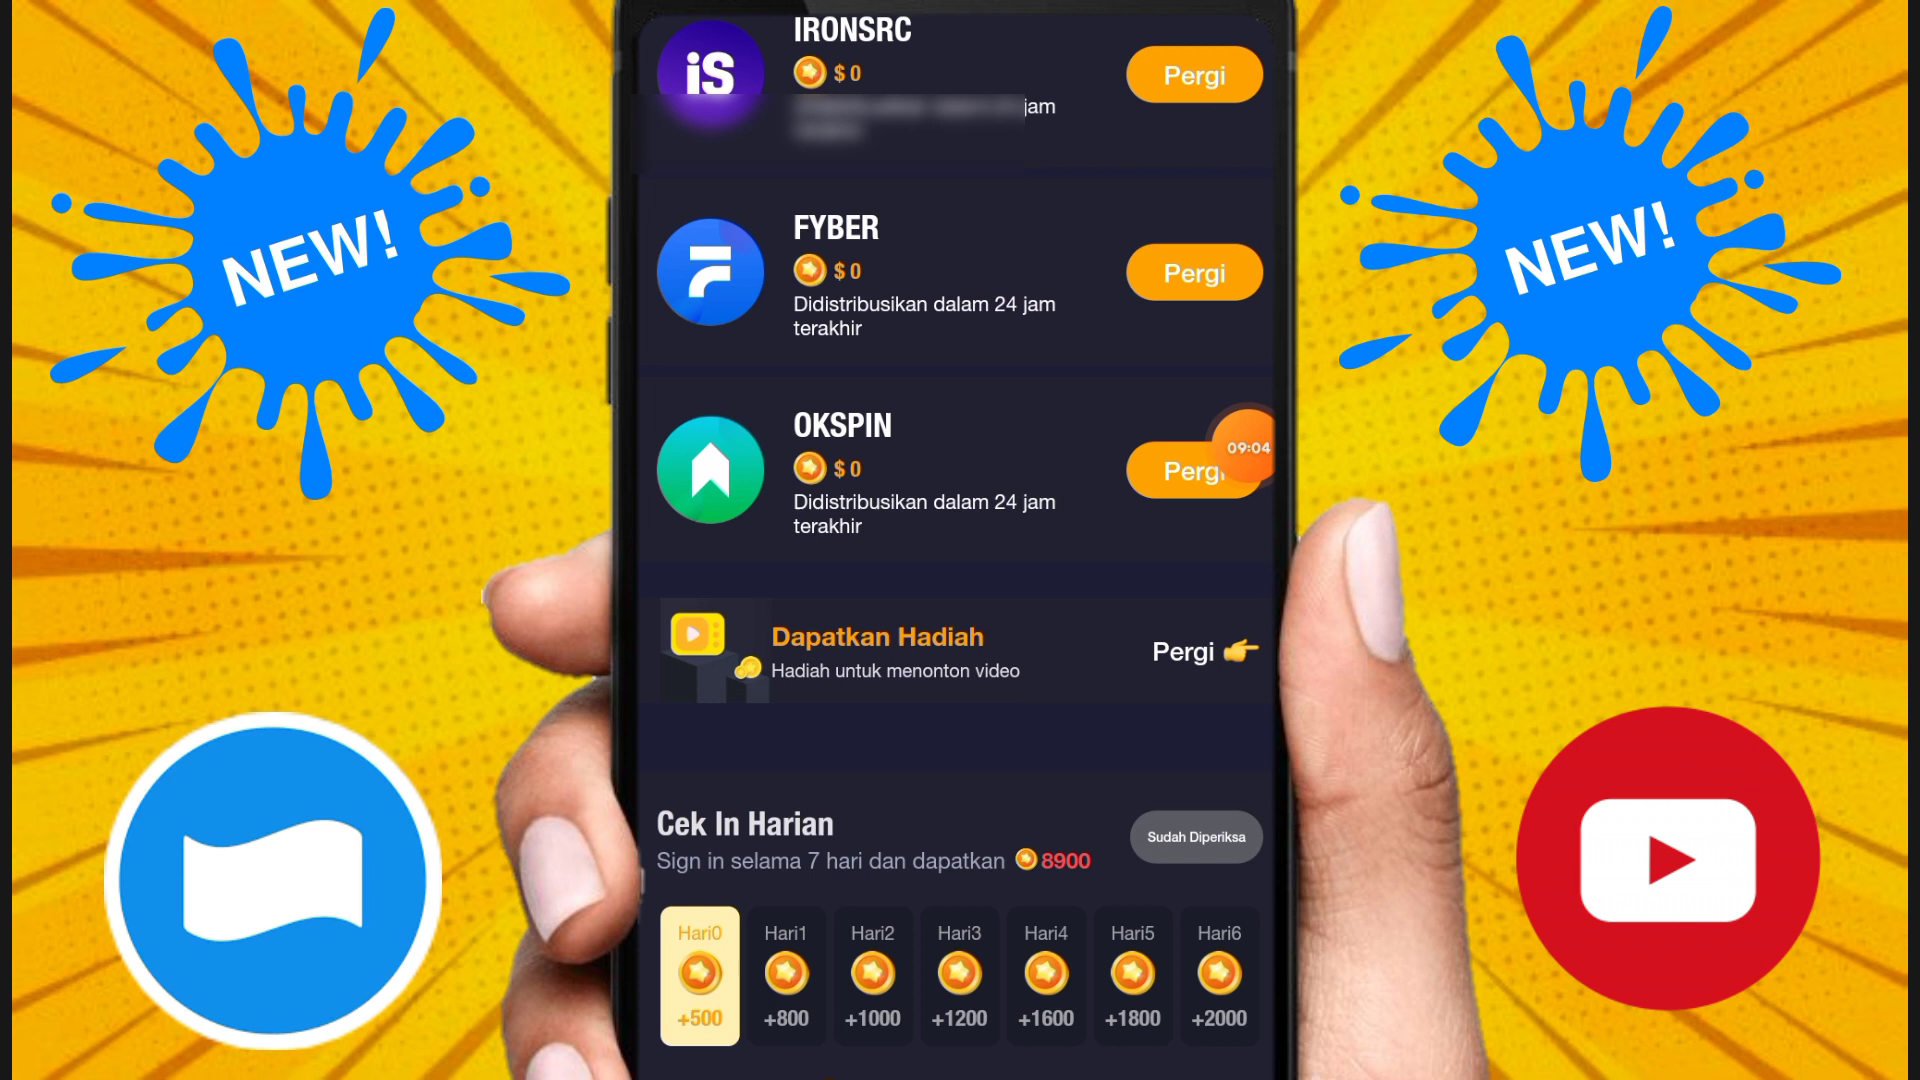 NEW!
NEW!
iS
IRONSRC
$ 0
Pergi
jam
FYBER
$ 0
Pergi
Didistribusikan dalam 24 jam
terakhir
OKSPIN
$ 0
Pergi
09:04
Didistribusikan dalam 24 jam
terakhir
Dapatkan Hadiah
Hadiah untuk menonton video
Pergi
Cek In Harian
Sudah Diperiksa
Sign in selama 7 hari dan dapatkan 8900
Hari0 Hari1 Hari2 Hari3 Hari4 Hari5 Hari6
+500 +800 +1000 +1200 +1600 +1800 +2000